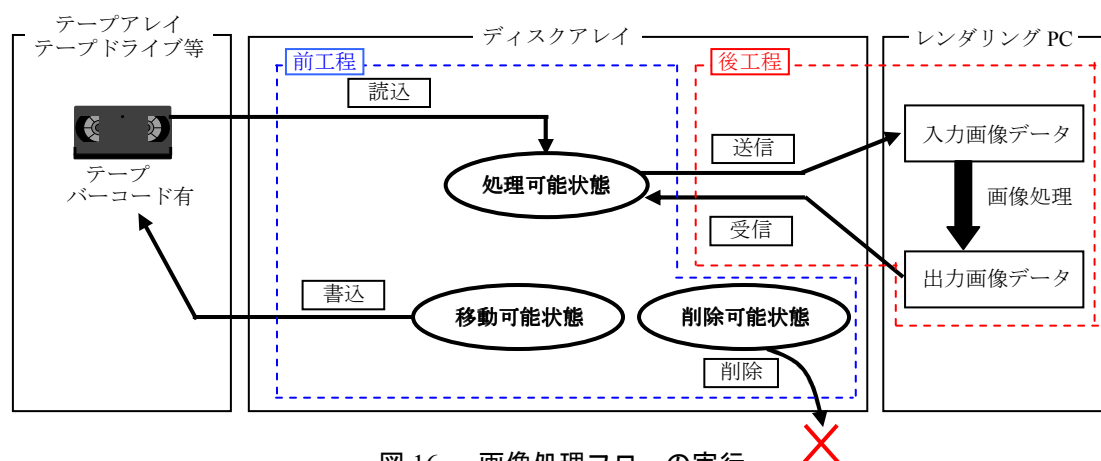 テープアレイ
テープドライブ等
ディスクアレイ
レンダリング PC
前工程
後工程
読込
テープ
バーコード有
処理可能状態
送信
受信
入力画像データ
画像処理
出力画像データ
書込
移動可能状態
削除可能状態
削除
図 16 画像処理フローの実行